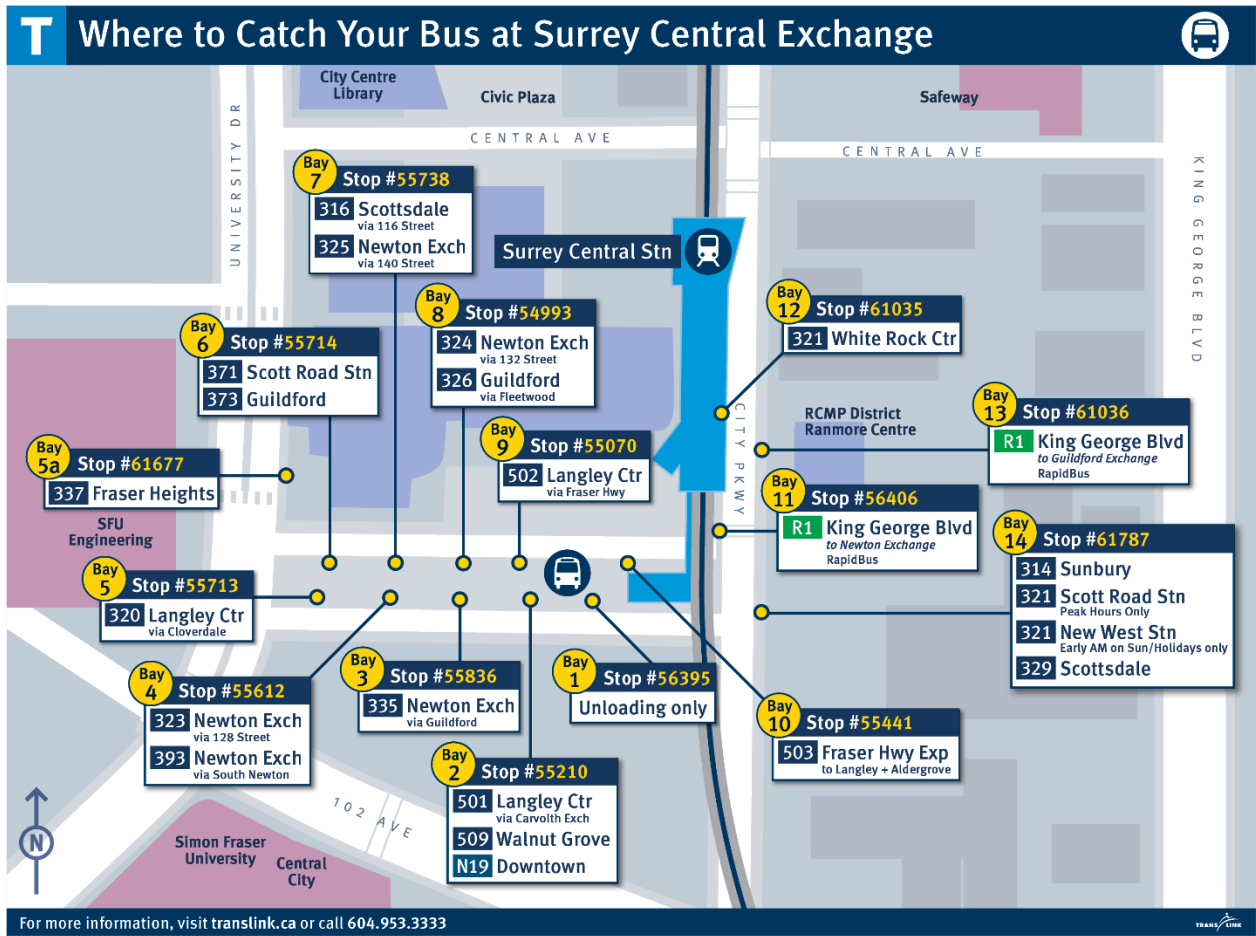 T Where to Catch Your Bus at Surrey Central Exchange
City Centre
Library
Civic Plaza
Safeway
UNIVERSITY DR
CENTRAL AVE
CENTRAL AVE
KING GEORGE BLVD
Bay
7
Stop #55738
316 Scottsdale
via 116 Street
325 Newton Exch
via 140 Street
Surrey Central Stn
Bay
8
Stop #54993
324 Newton Exch
via 132 Street
326 Guildford
via Fleetwood
Bay
12
Stop #61035
321 White Rock Ctr
Bay
6
Stop #55714
371 Scott Road Stn
373 Guildford
CITY PKWY
RCMP District
Ranmore Centre
Bay
13
Stop #61036
R1 King George Blvd
to Guildford Exchange
RapidBus
Bay
9
Stop #55070
502 Langley Ctr
via Fraser Hwy
Bay
5a
Stop #61677
337 Fraser Heights
SFU
Engineering
Bay
11
Stop #56406
R1 King George Blvd
to Newton Exchange
RapidBus
Bay
14
Stop #61787
314 Sunbury
321 Scott Road Stn
Peak Hours Only
321 New West Stn
Early AM on Sun/Holidays only
329 Scottsdale
Bay
5
Stop #55713
320 Langley Ctr
via Cloverdale
Bay
4
Stop #55612
323 Newton Exch
via 128 Street
393 Newton Exch
via South Newton
Bay
3
Stop #55836
335 Newton Exch
via Guildford
Bay
1
Stop #56395
Unloading only
Bay
10
Stop #55441
503 Fraser Hwy Exp
to Langley + Aldergrove
Bay
2
Stop #55210
501 Langley Ctr
via Carvolth Exch
509 Walnut Grove
N19 Downtown
102 AVE
N
Simon Fraser
University
Central
City
For more information, visit translink.ca or call 604.953.3333
TRANSLINK